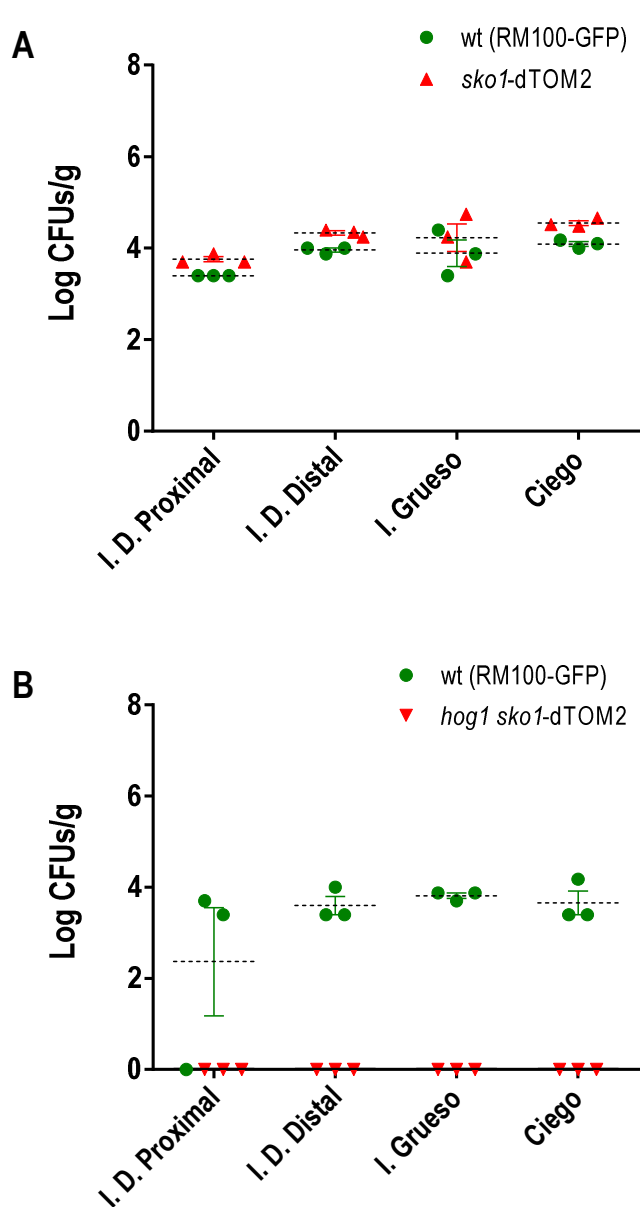 A
wt (RM100-GFP)
sko1-dTOM2
Log CFUs/g
8
6
4
2
0
I. D. Proximal
I. D. Distal
I. Grueso
Ciego
B
wt (RM100-GFP)
hog1 sko1-dTOM2
Log CFUs/g
8
6
4
2
0
I. D. Proximal
I. D. Distal
I. Grueso
Ciego